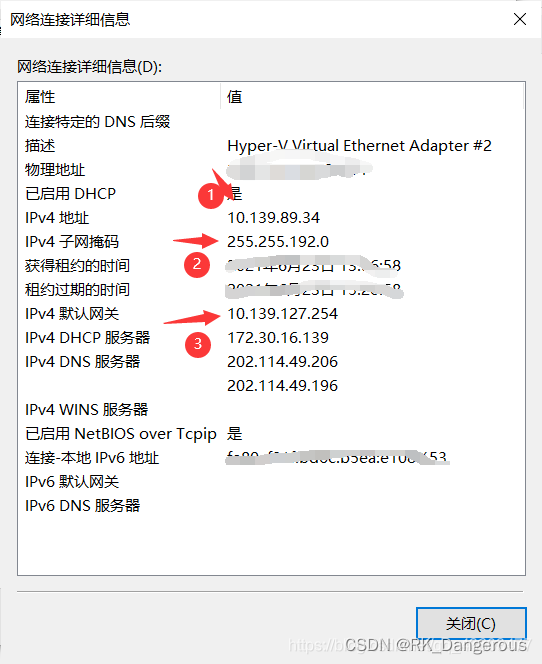 网络连接详细信息
网络连接详细信息(D):
属性 值
连接特定的 DNS 后缀
描述 Hyper-V Virtual Ethernet Adapter #2
物理地址
已启用 DHCP 是
1
IPv4 地址 10.139.89.34
IPv4 子网掩码 255.255.192.0
2
获得租约的时间
租约过期的时间
IPv4 默认网关 10.139.127.254
3
IPv4 DHCP 服务器 172.30.16.139
IPv4 DNS 服务器 202.114.49.206
202.114.49.196
IPv4 WINS 服务器
已启用 NetBIOS over Tcpip 是
连接-本地 IPv6 地址
IPv6 默认网关
IPv6 DNS 服务器
关闭(C)
CSDN @RK_Dangerous